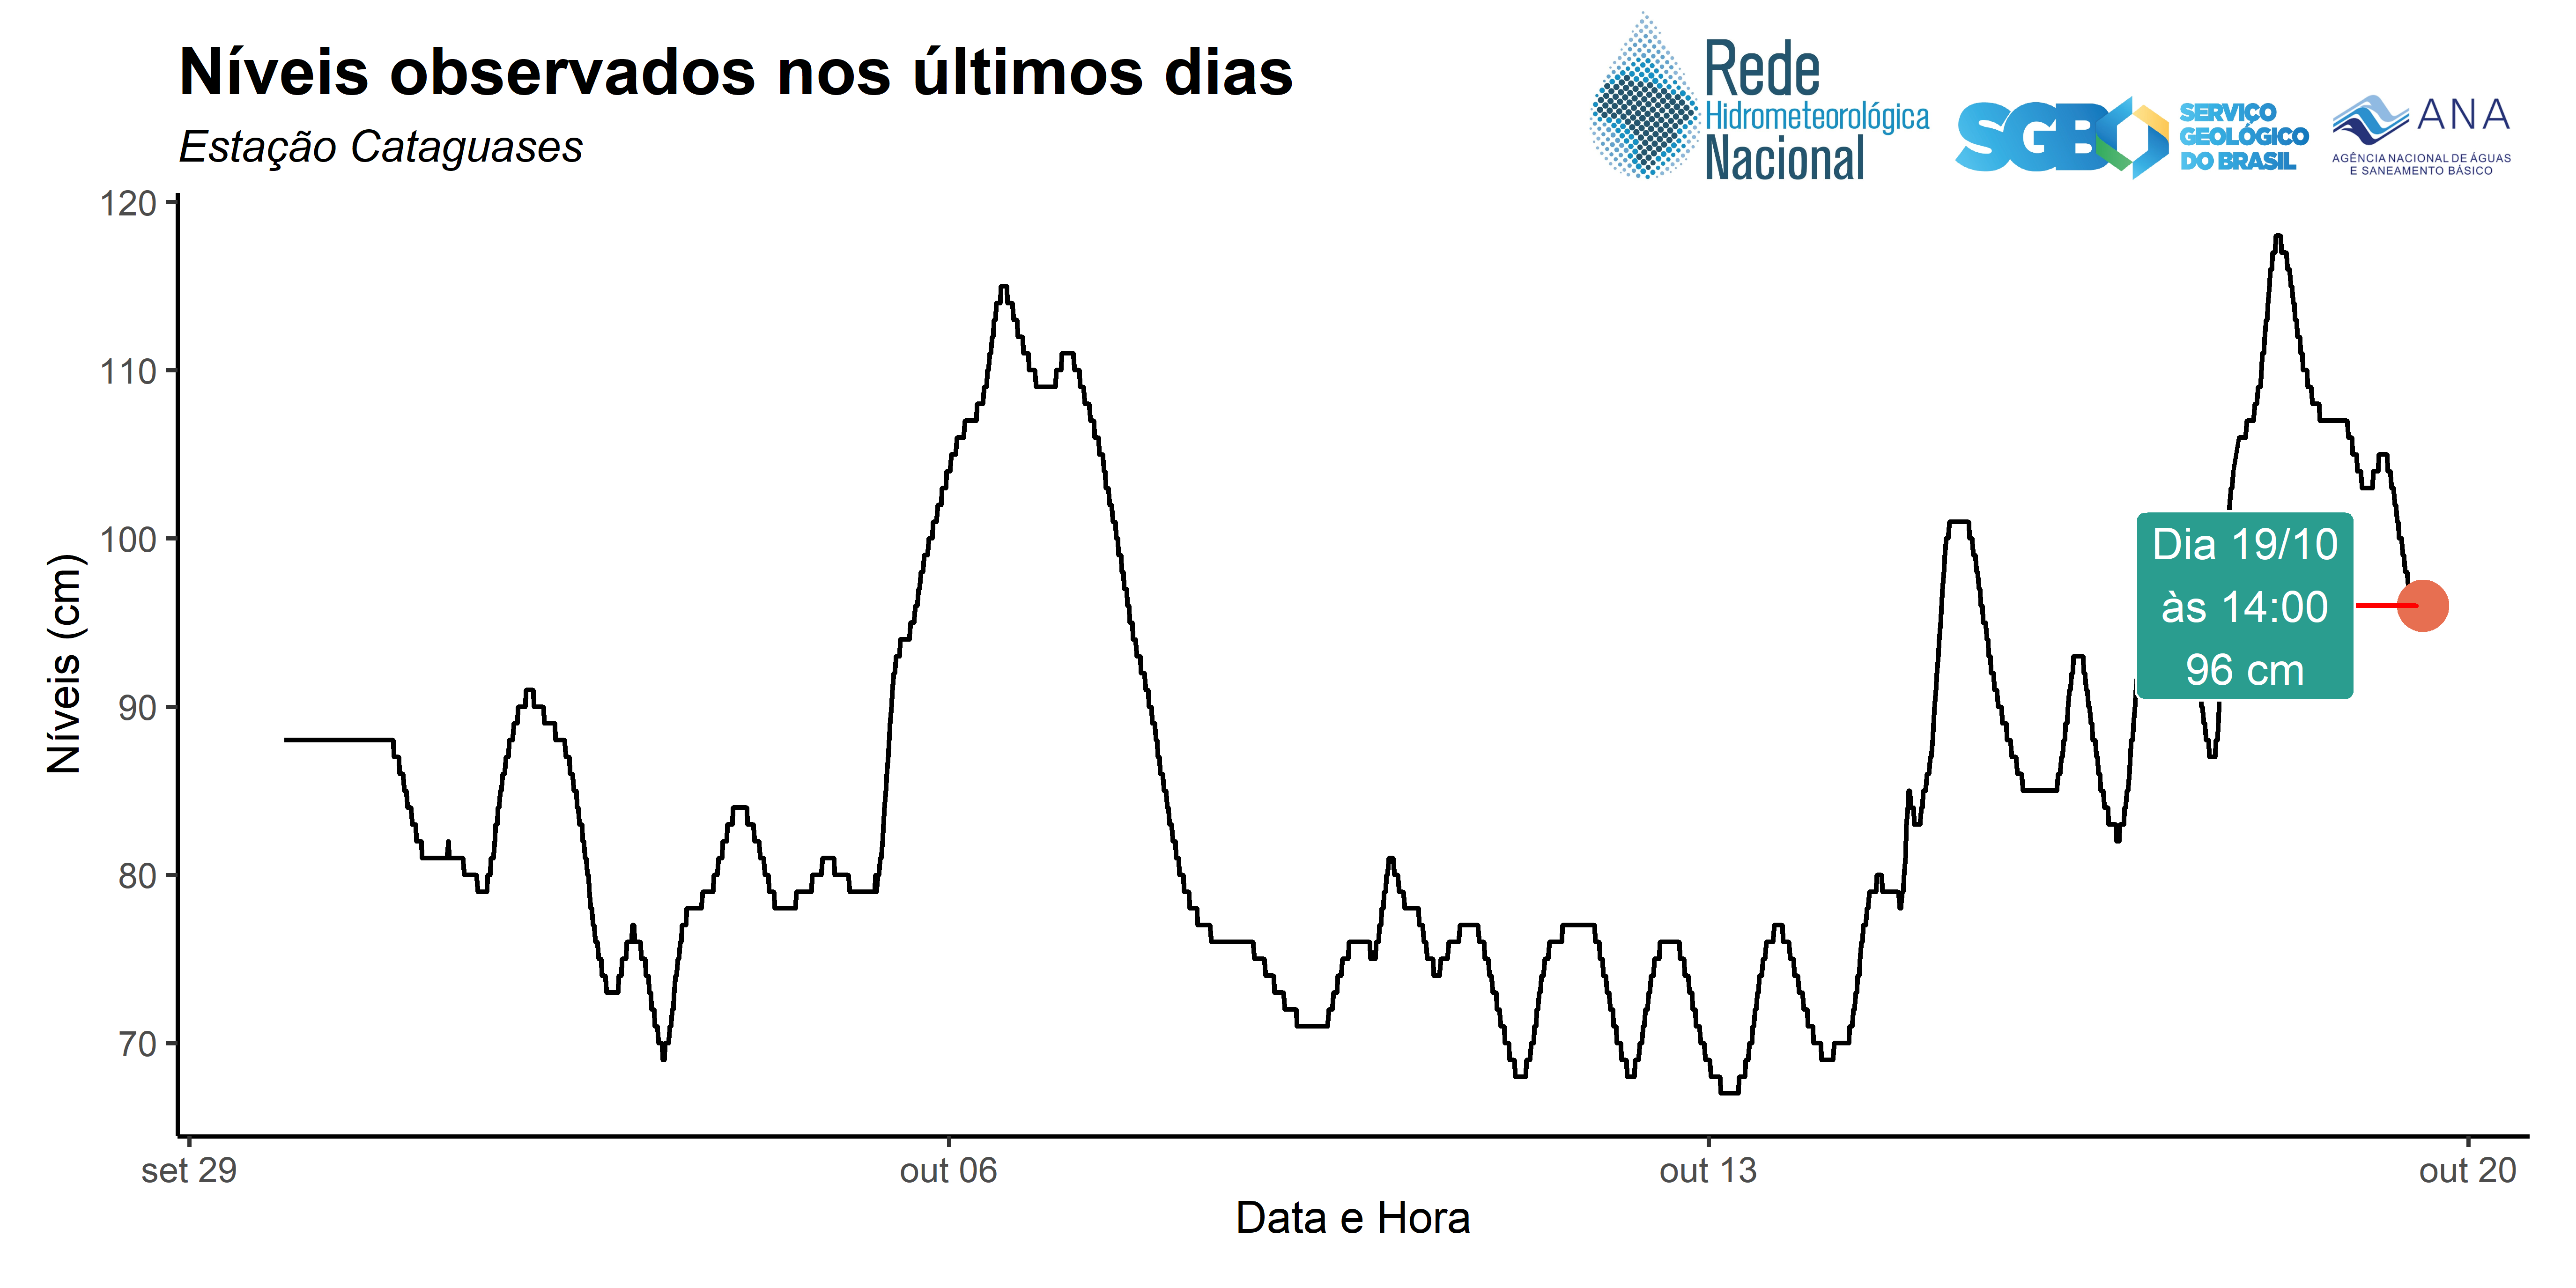 Níveis observados nos últimos dias
Estação Cataguases
Rede
Hidrometeorológica
Nacional
SGB
SERVIÇO
GEOLÓGICO
DO BRASIL
ANA
AGÊNCIA NACIONAL DE ÁGUAS
E SANEAMENTO BÁSICO
Níveis (cm)
120
110
100
90
80
70
Dia 19/10
às 14:00
96 cm
set 29
out 06
out 13
out 20
Data e Hora